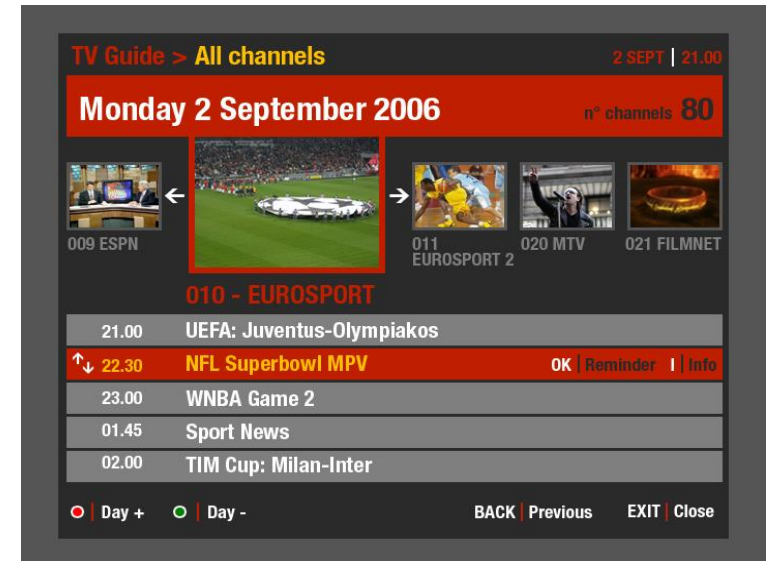 TV Guide > All channels
2 SEPT | 21.00
Monday 2 September 2006
n° channels 80
009 ESPN
011
EUROSPORT 2
020 MTV
021 FILMNET
010 - EUROSPORT
21.00 UEFA: Juventus-Olympiakos
22.30 NFL Superbowl MPV OK | Reminder I | Info
23.00 WNBA Game 2
01.45 Sport News
02.00 TIM Cup: Milan-Inter
| Day + | Day - BACK | Previous EXIT | Close